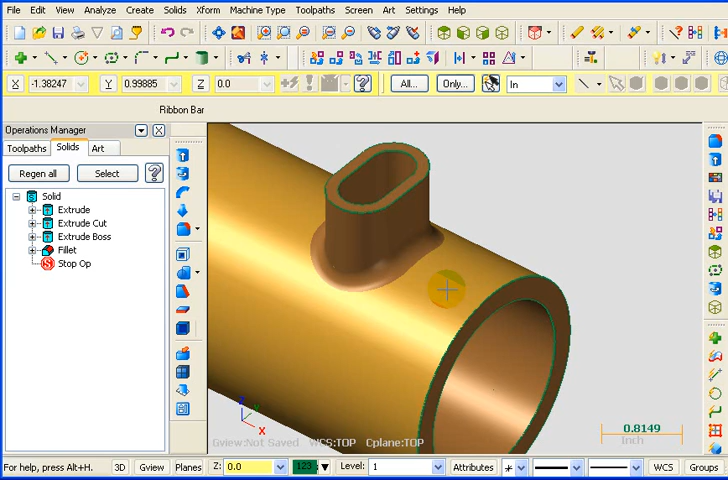 File Edit View Analyze Create Solids Xform Machine Type Toolpaths Screen Art Settings Help
X -1.38247 Y 0.99885 Z 0.0 All... Only... In
Ribbon Bar
Operations Manager
Toolpaths Solids Art
Regen all Select
Solid
Extrude
Extrude Cut
Extrude Boss
Fillet
Stop Op
Z
Y
X
0.8149
Inch
Gview:Not Saved WCS:TOP Cplane:TOP
For help, press Alt+H. 3D Gview Planes Z: 0.0 123 Level: 1 Attributes WCS Groups